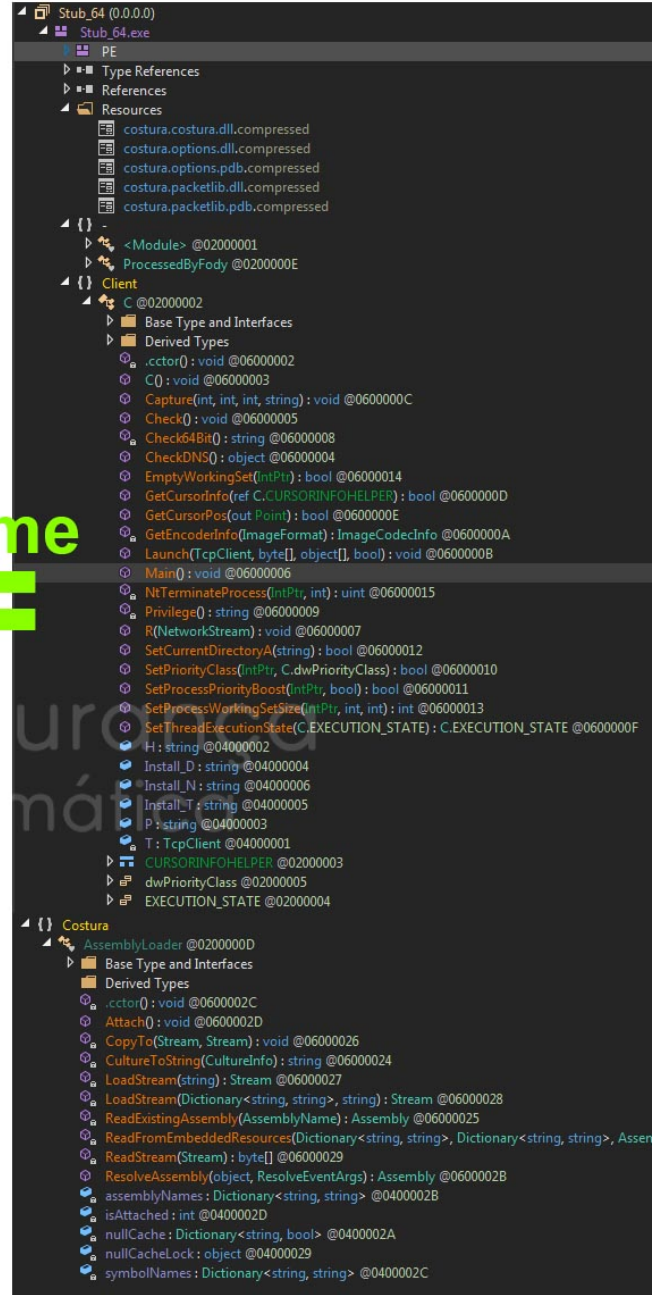 Stub_64 (0.0.0.0)
Stub_64.exe
PE
Type References
References
Resources
costura.costura.dll.compressed
costura.options.dll.compressed
costura.options.pdb.compressed
costura.packetlib.dll.compressed
costura.packetlib.pdb.compressed
{} -
<Module> @02000001
ProcessedByFody @0200000E
{} Client
C @02000002
Base Type and Interfaces
Derived Types
.cctor() : void @06000002
C() : void @06000003
Capture(int, int, int, string) : void @0600000C
Check() : void @06000005
Check64Bit() : string @06000008
CheckDNS() : object @06000004
EmptyWorkingSet(IntPtr) : bool @06000014
GetCursorInfo(ref C.CURSORINFOHELPER) : bool @0600000D
GetCursorPos(out Point) : bool @0600000E
GetEncoderInfo(ImageFormat) : ImageCodecInfo @0600000A
Launch(TcpClient, byte[], object[], bool) : void @0600000B
me
Main() : void @06000006
NtTerminateProcess(IntPtr, int) : uint @06000015
Privilege() : string @06000009
R(NetworkStream) : void @06000007
SetCurrentDirectoryA(string) : bool @06000012
SetPriorityClass(IntPtr, C.dwPriorityClass) : bool @06000010
SetProcessPriorityBoost(IntPtr, bool) : bool @06000011
SetProcessWorkingSetSize(IntPtr, int, int) : int @06000013
SetThreadExecutionState(C.EXECUTION_STATE) : C.EXECUTION_STATE @0600000F
urança
H : string @04000002
Install_D : string @04000004
Install_N : string @04000006
Install_T : string @04000005
mática
P : string @04000003
T : TcpClient @04000001
CURSORINFOHELPER @02000003
dwPriorityClass @02000005
EXECUTION_STATE @02000004
{} Costura
AssemblyLoader @0200000D
Base Type and Interfaces
Derived Types
.cctor() : void @0600002C
Attach() : void @0600002D
CopyTo(Stream, Stream) : void @06000026
CultureToString(CultureInfo) : string @06000024
LoadStream(string) : Stream @06000027
LoadStream(Dictionary<string, string>, string) : Stream @06000028
ReadExistingAssembly(AssemblyName) : Assembly @06000025
ReadFromEmbeddedResources(Dictionary<string, string>, Dictionary<string, string>, Assem
ReadStream(Stream) : byte[] @06000029
ResolveAssembly(object, ResolveEventArgs) : Assembly @0600002B
assemblyNames : Dictionary<string, string> @0400002B
isAttached : int @0400002D
nullCache : Dictionary<string, bool> @0400002A
nullCacheLock : object @04000029
symbolNames : Dictionary<string, string> @0400002C